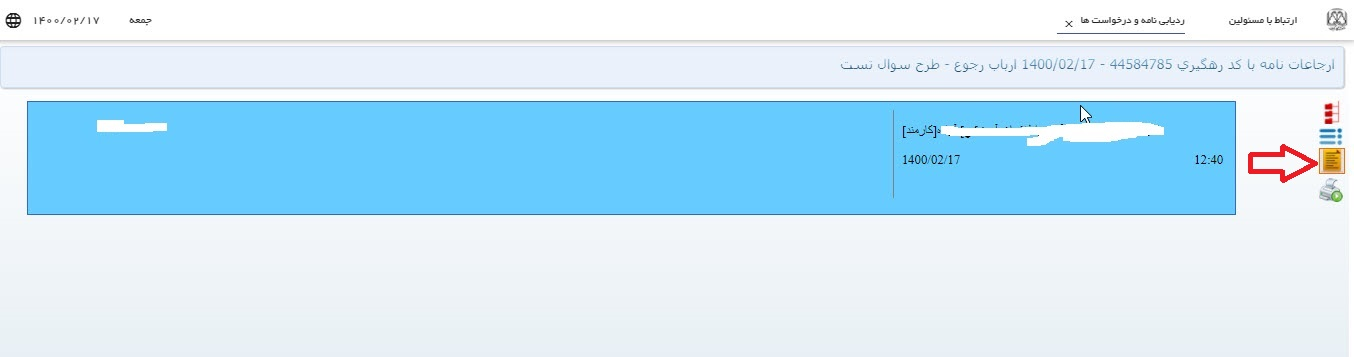 ارتباط با مسئولین ردیابی نامه و درخواست ها × جمعه ۱۴۰۰/۰۲/۱۷
ارجاعات نامه با کد رهگيري 44584785 - 1400/02/17 ارباب رجوع - طرح سوال تست
[کارمند]
12:40 1400/02/17